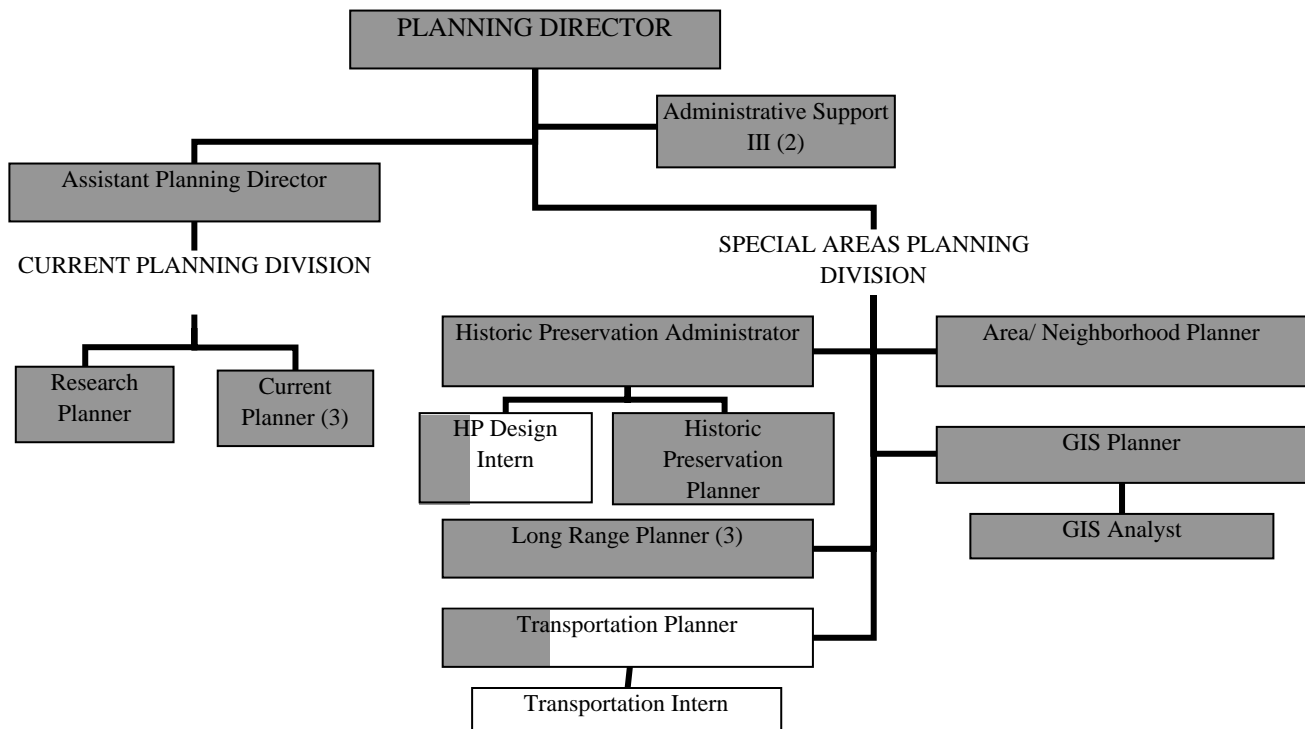 PLANNING DIRECTOR
Administrative Support
III (2)
Assistant Planning Director
CURRENT PLANNING DIVISION
SPECIAL AREAS PLANNING
DIVISION
Research
Planner
Current
Planner (3)
Historic Preservation Administrator
Area/ Neighborhood Planner
HP Design
Intern
Historic
Preservation
Planner
GIS Planner
GIS Analyst
Long Range Planner (3)
Transportation Planner
Transportation Intern